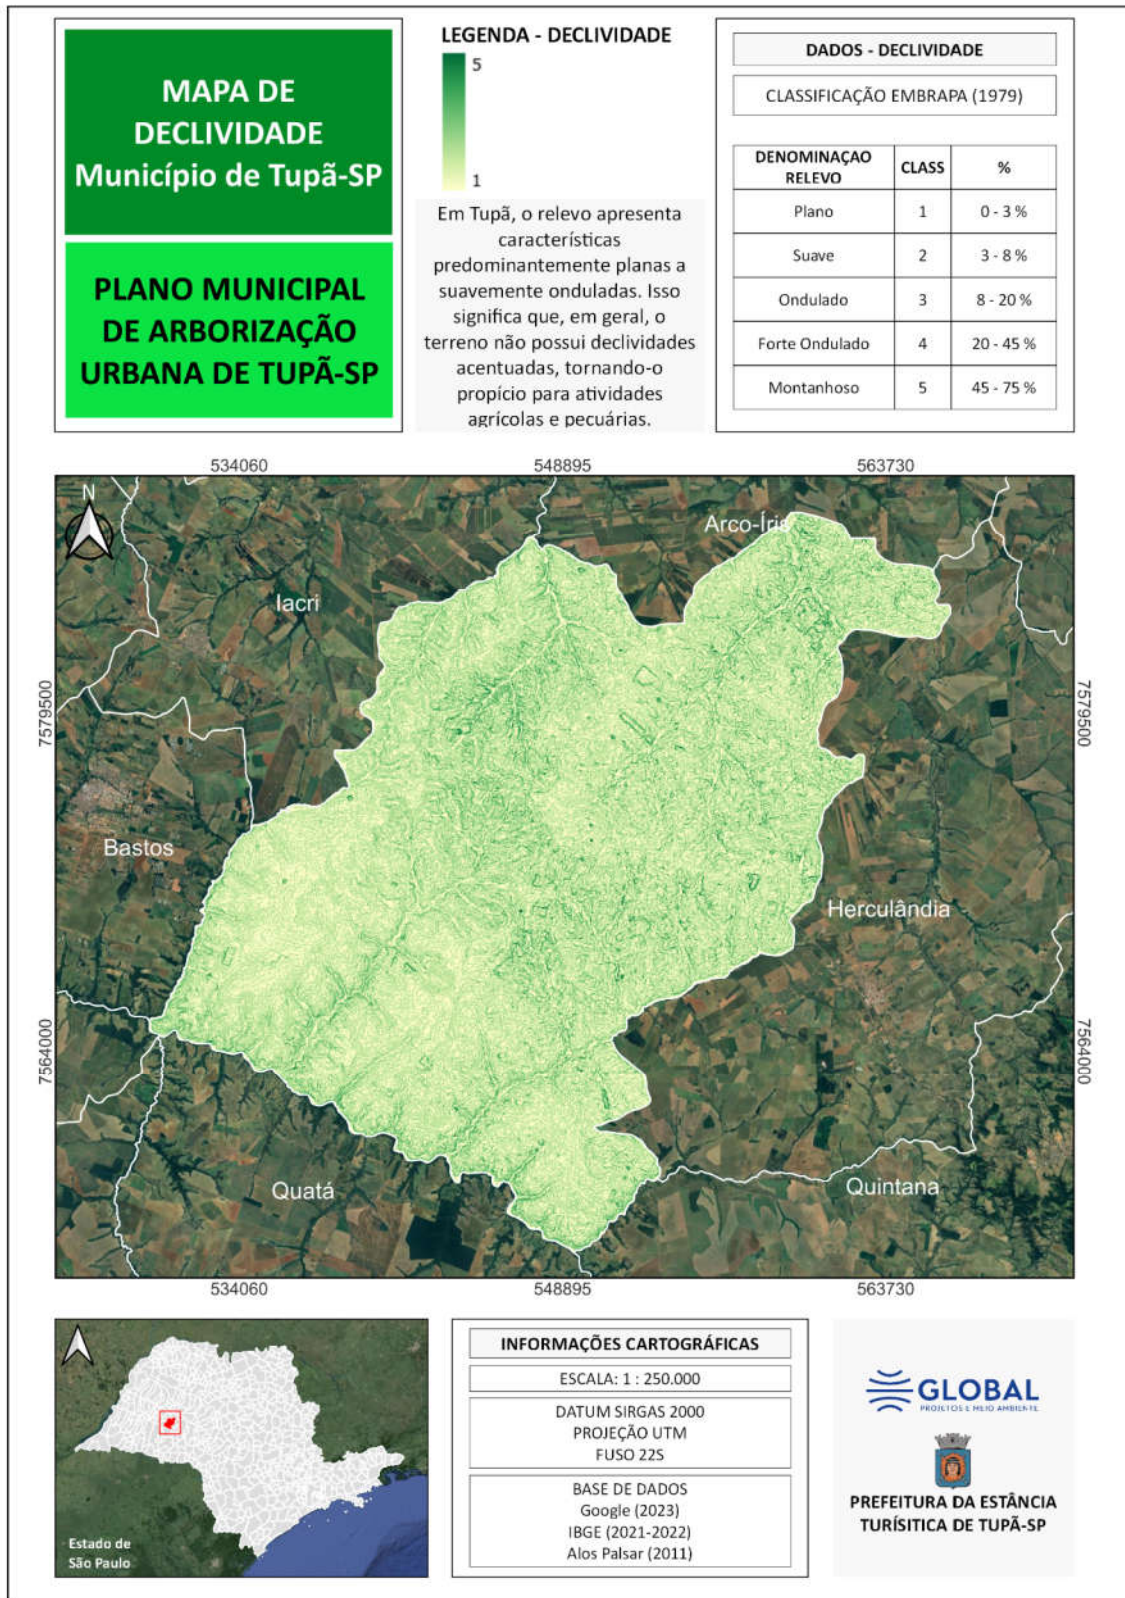 MAPA DE
DECLIVIDADE
Município de Tupã-SP
PLANO MUNICIPAL
DE ARBORIZAÇÃO
URBANA DE TUPÃ-SP
LEGENDA - DECLIVIDADE
5
1
Em Tupã, o relevo apresenta
características
predominantemente planas a
suavemente onduladas. Isso
significa que, em geral, o
terreno não possui declividades
acentuadas, tornando-o
propício para atividades
agrícolas e pecuárias.
DADOS - DECLIVIDADE
CLASSIFICAÇÃO EMBRAPA (1979)
DENOMINAÇAO RELEVO CLASS %
Plano 1 0 - 3 %
Suave 2 3 - 8 %
Ondulado 3 8 - 20 %
Forte Ondulado 4 20 - 45 %
Montanhoso 5 45 - 75 %
534060 548895 563730
N
Arco-Íris
Iacri
7579500 7579500
Bastos
Herculândia
7564000 7564000
Quatá
Quintana
534060 548895 563730
Estado de
São Paulo
INFORMAÇÕES CARTOGRÁFICAS
ESCALA: 1 : 250.000
DATUM SIRGAS 2000
PROJEÇÃO UTM
FUSO 22S
BASE DE DADOS
Google (2023)
IBGE (2021-2022)
Alos Palsar (2011)
GLOBAL
PROJETOS E MEIO AMBIENTE
PREFEITURA DA ESTÂNCIA
TURÍSITICA DE TUPÃ-SP